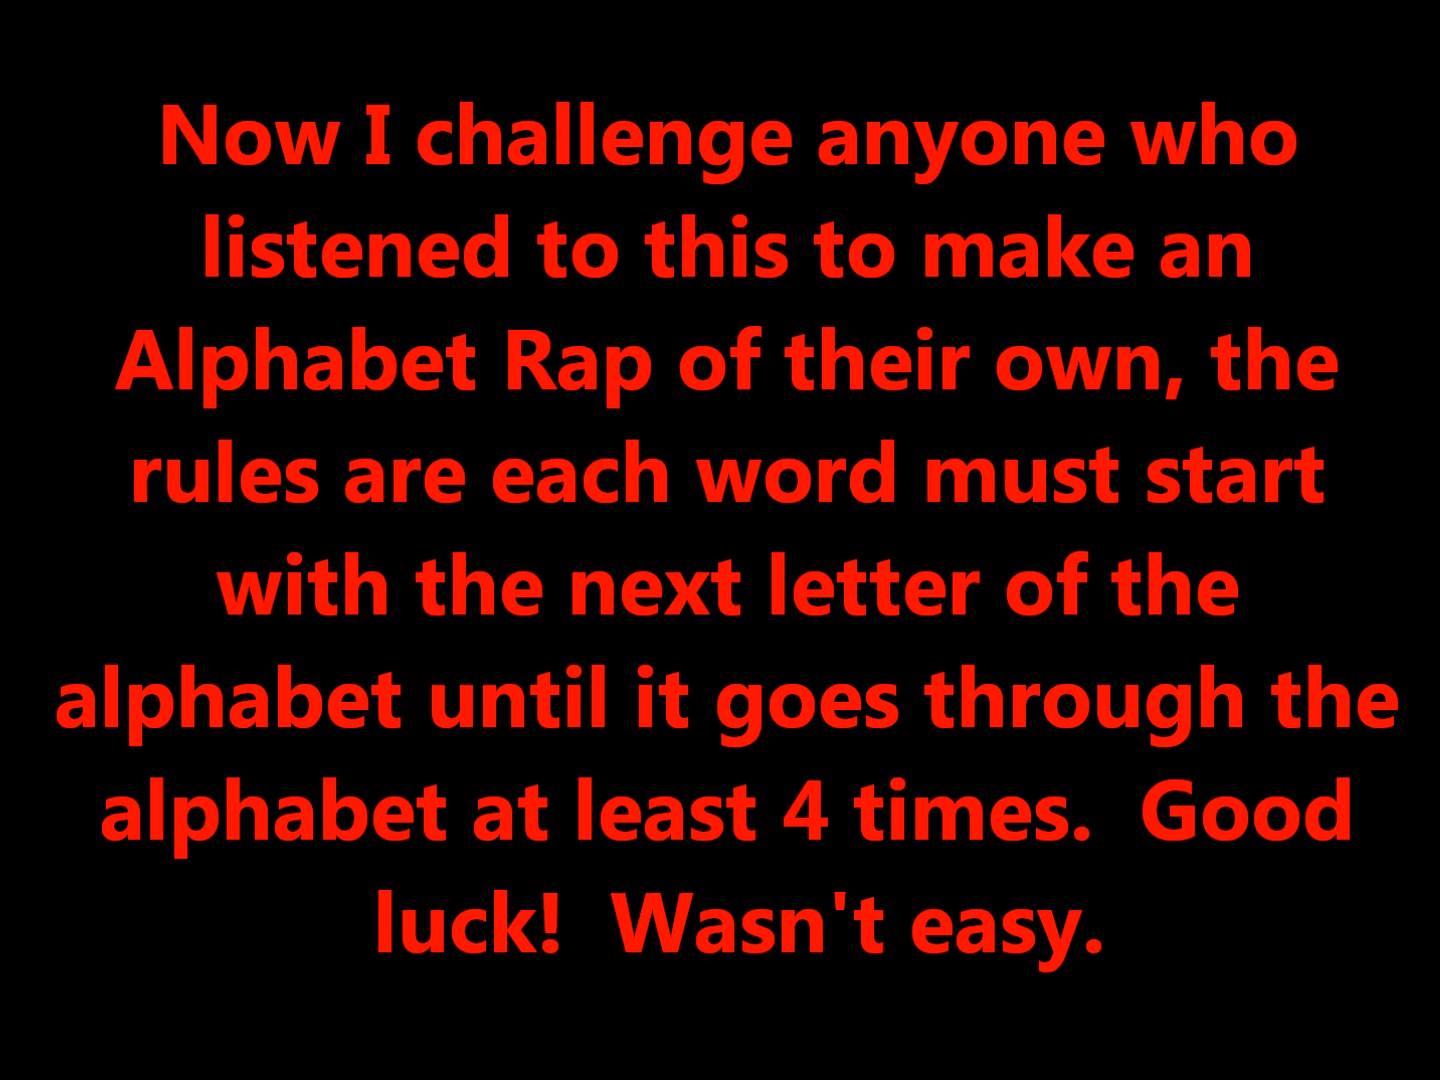 Now I challenge anyone who
listened to this to make an
Alphabet Rap of their own, the
rules are each word must start
with the next letter of the
alphabet until it goes through the
alphabet at least 4 times.  Good
luck!  Wasn't easy.